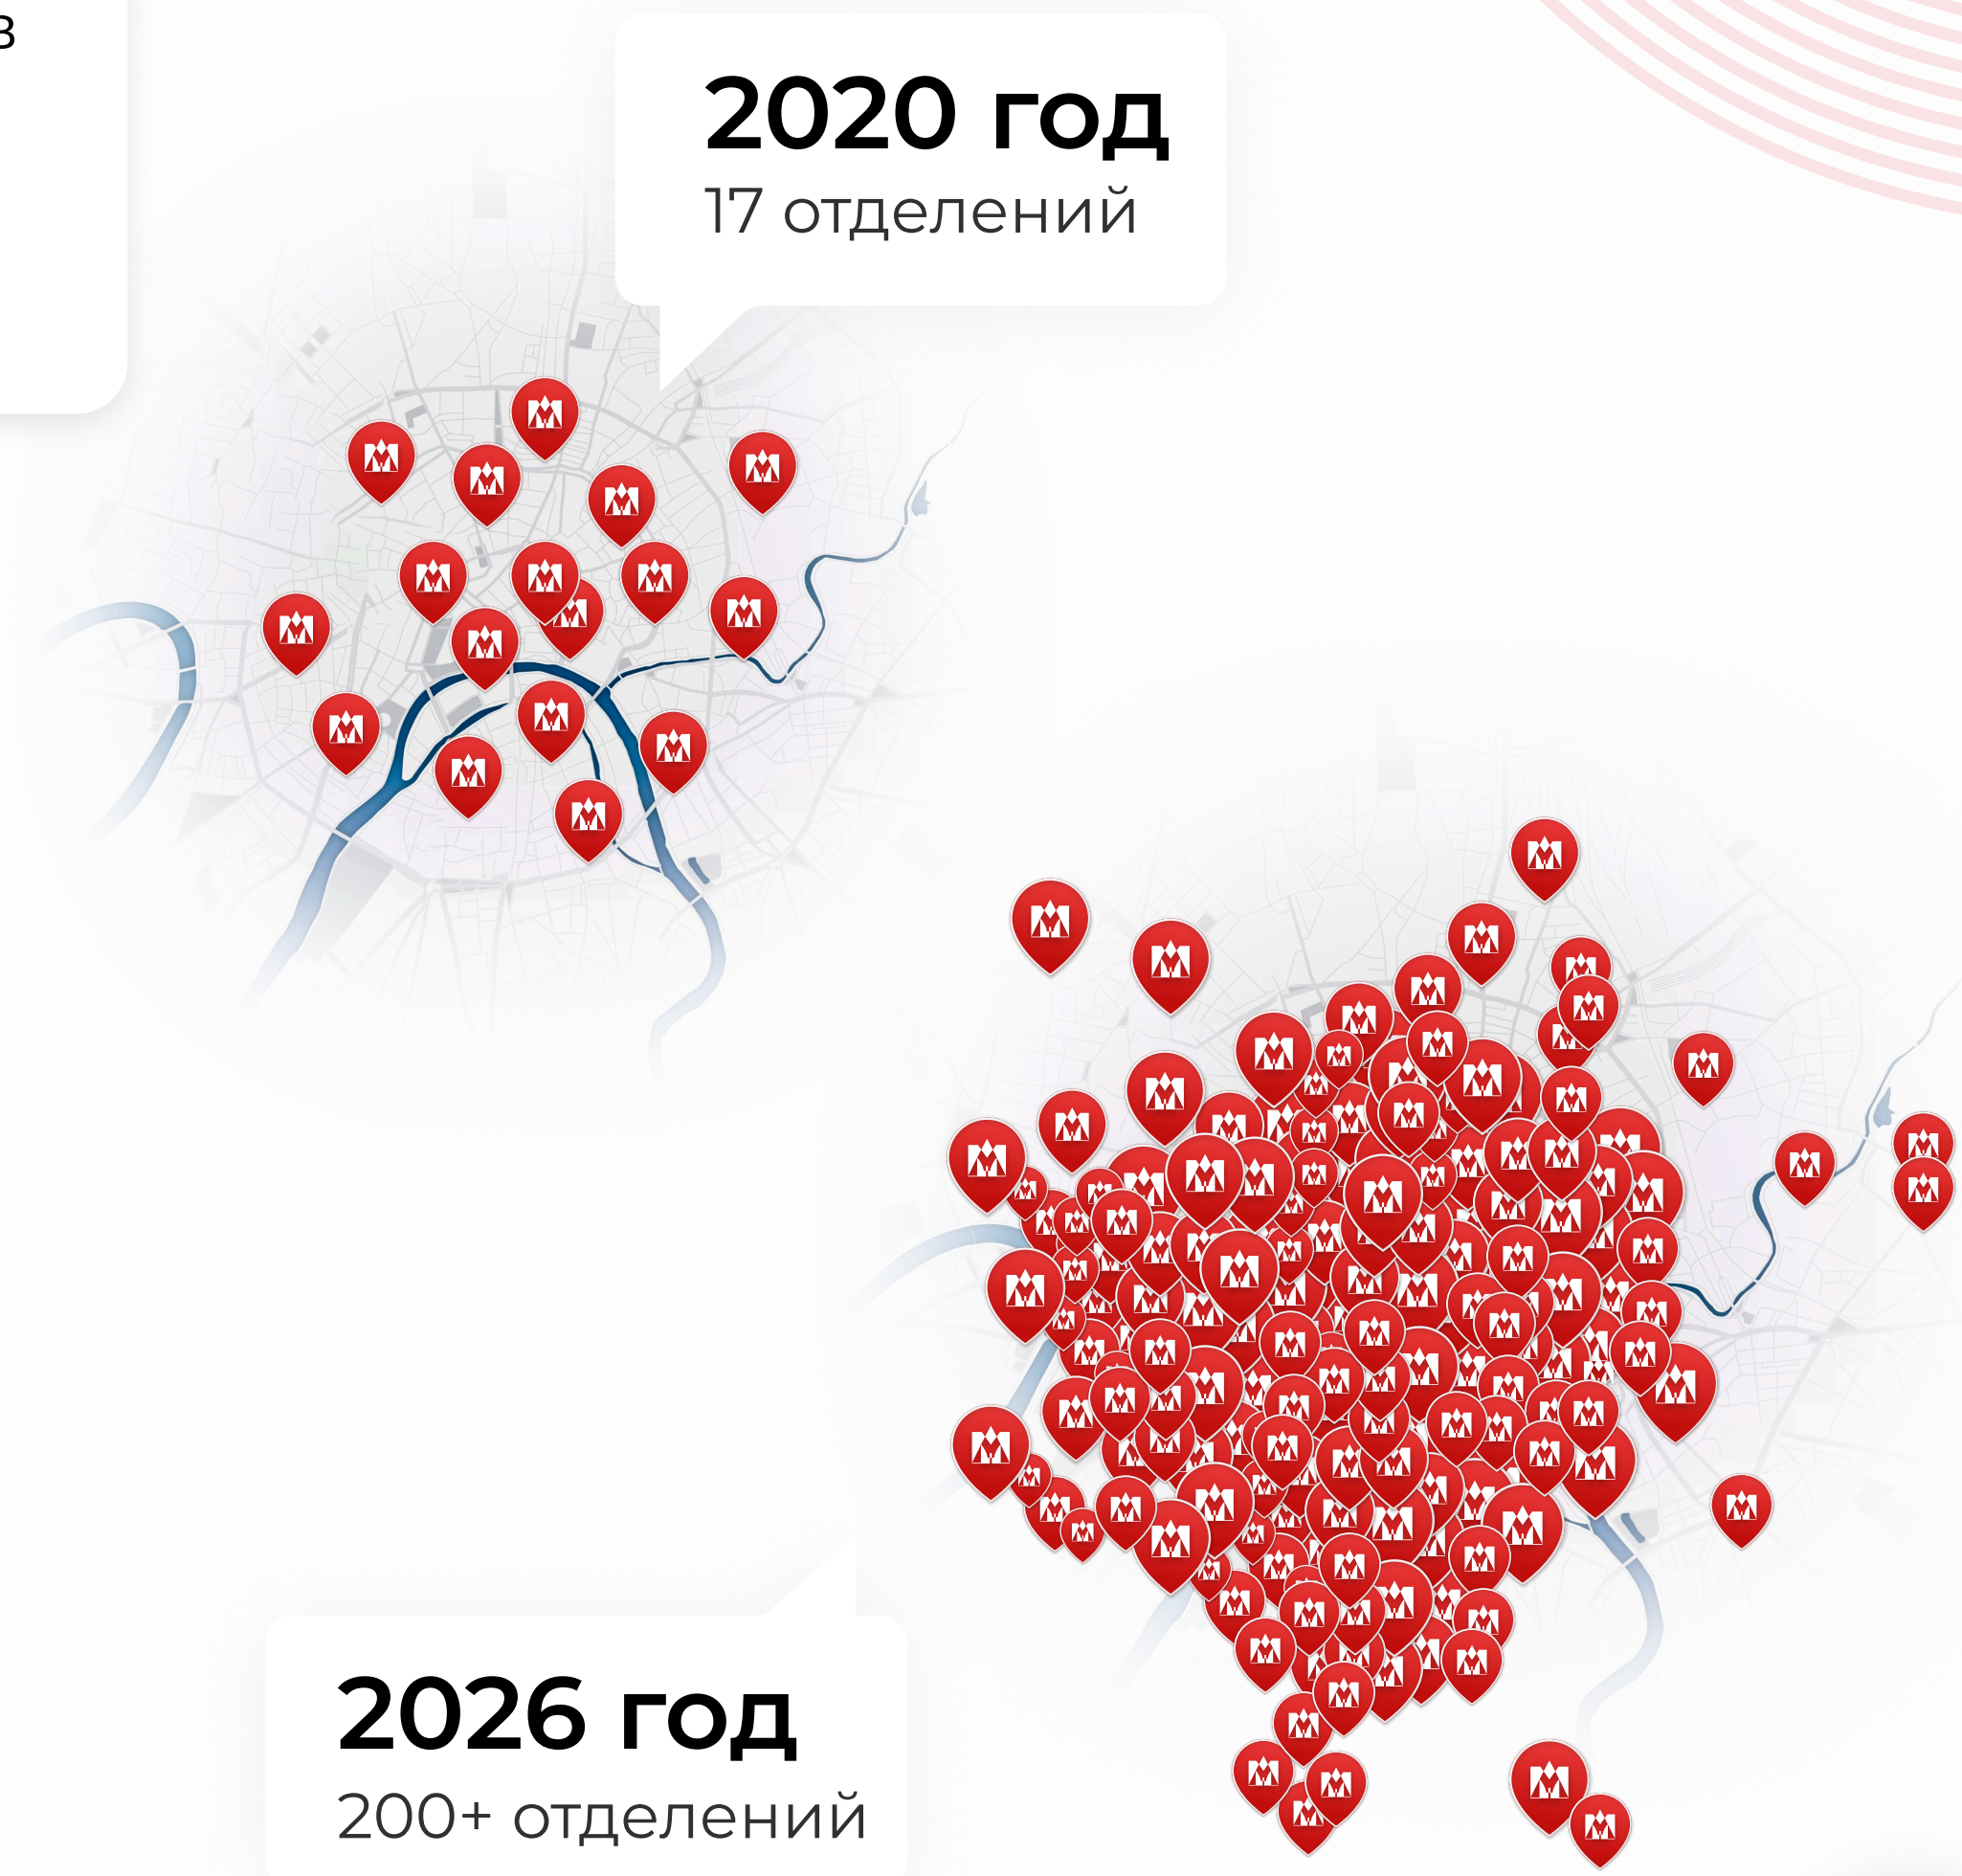 в
2020 год
17 отделений
2026 год
200+ отделений